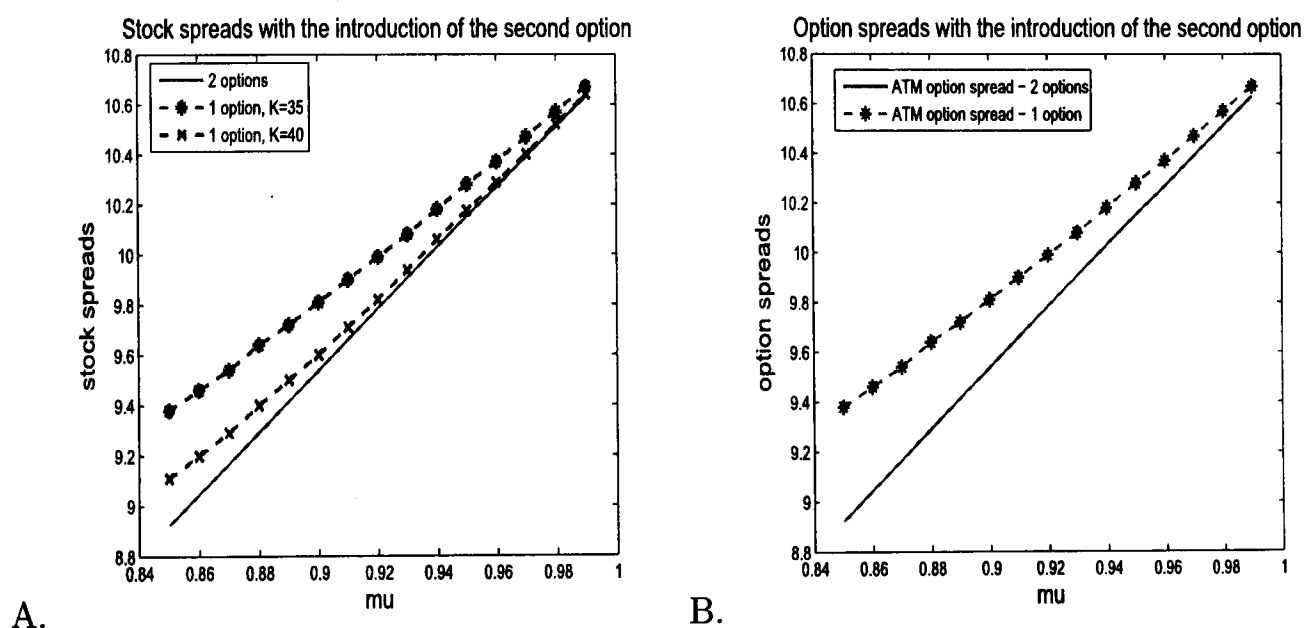 Stock spreads with the introduction of the second option
10.8
10.6
10.4
10.2
10
9.8
9.6
9.4
9.2
9
8.8
stock spreads
2 options
1 option, K=35
1 option, K=40
0.84 0.86 0.88 0.9 0.92 0.94 0.96 0.98 1
mu
A.
Option spreads with the introduction of the second option
10.8
10.6
10.4
10.2
10
9.8
9.6
9.4
9.2
9
8.8
option spreads
ATM option spread - 2 options
ATM option spread - 1 option
0.84 0.86 0.88 0.9 0.92 0.94 0.96 0.98 1
mu
B.